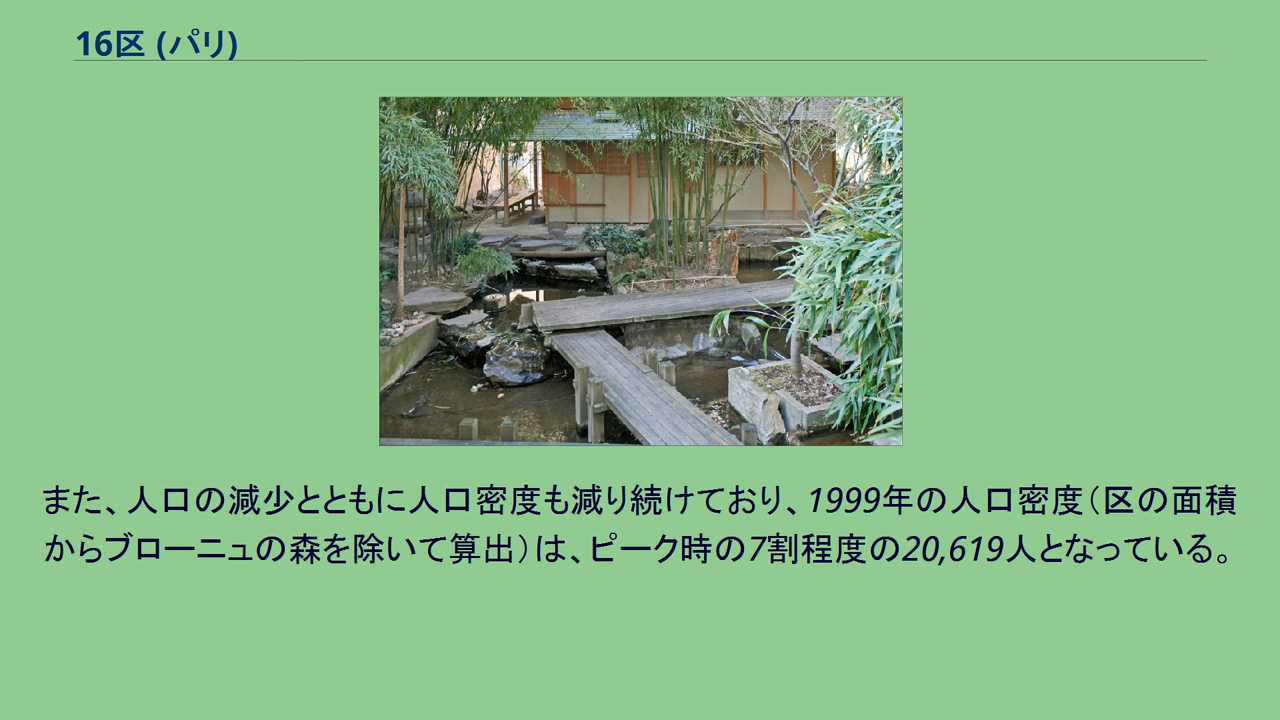 16区 (パリ)
また、人口の減少とともに人口密度も減り続けており、1999年の人口密度（区の面積
からブローニュの森を除いて算出）は、ピーク時の7割程度の20,619人となっている。